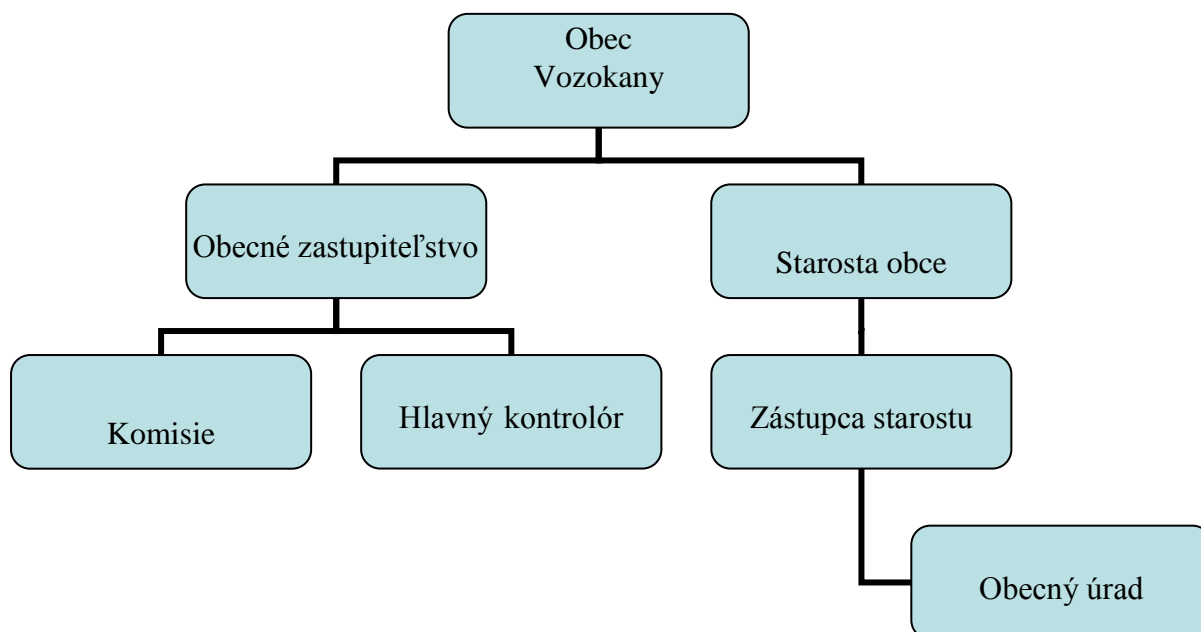 Obec
Vozokany
Obecné zastupiteľstvo
Starosta obce
Komisie
Hlavný kontrolór
Zástupca starostu
Obecný úrad